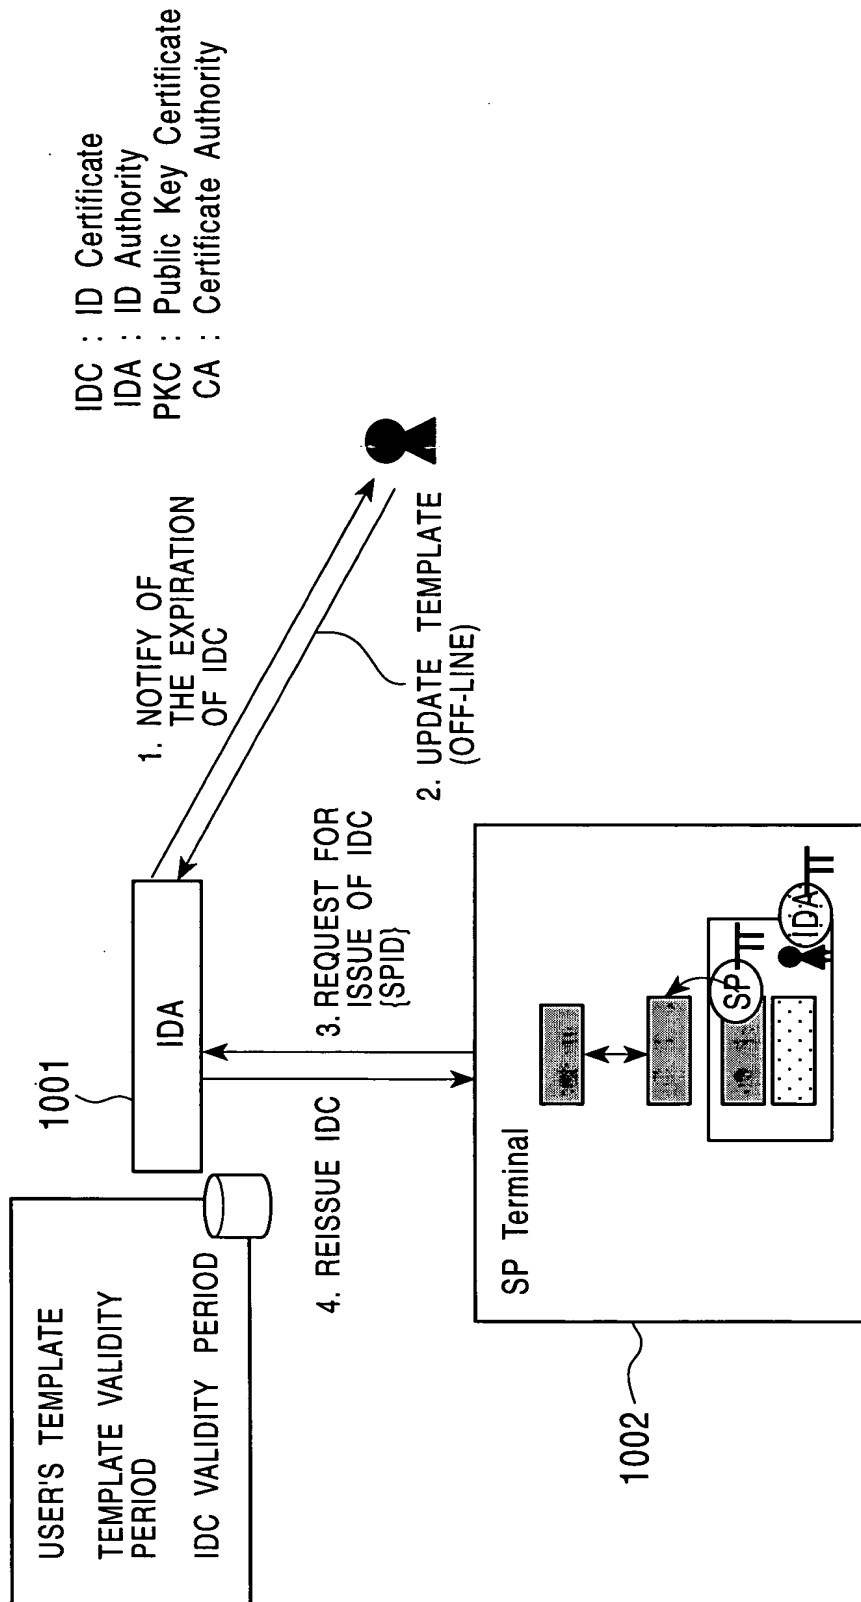 USER'S TEMPLATE
TEMPLATE VALIDITY
PERIOD
IDC VALIDITY PERIOD
1001
IDA
1. NOTIFY OF
THE EXPIRATION
OF IDC
IDC : ID Certificate
IDA : ID Authority
PKC : Public Key Certificate
CA : Certificate Authority
2. UPDATE TEMPLATE
(OFF-LINE)
3. REQUEST FOR
ISSUE OF IDC
{SPID}
4. REISSUE IDC
SP Terminal
SP
IDA
1002